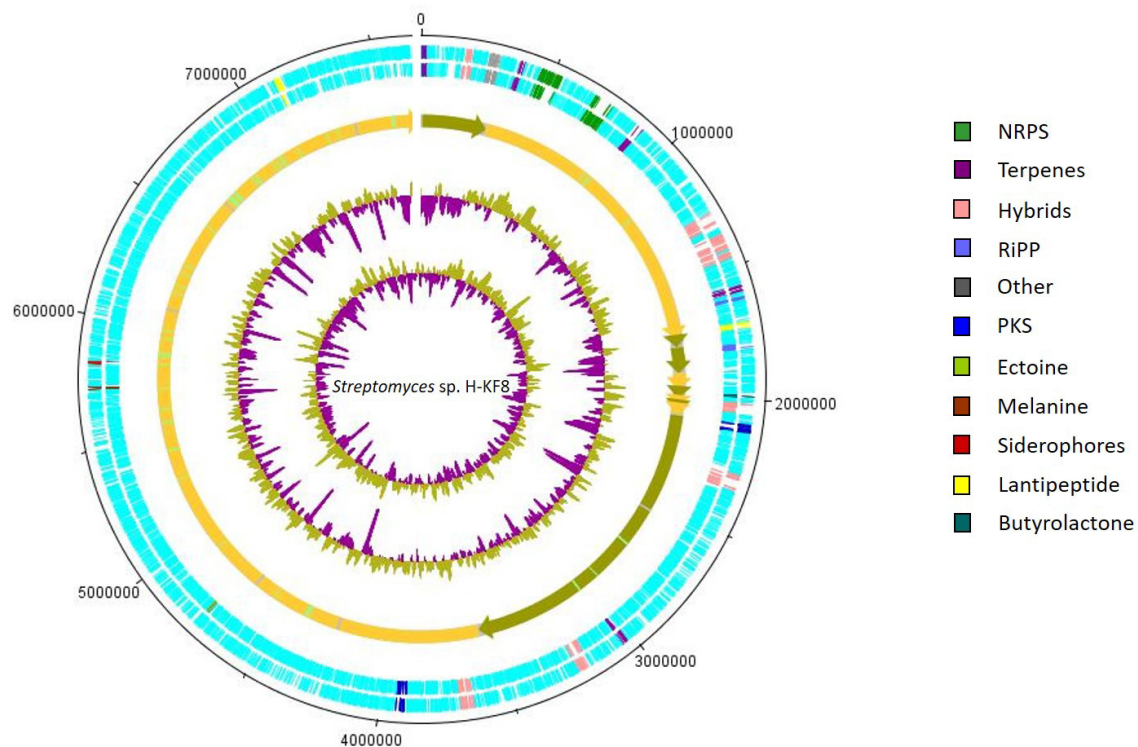 0
1000000
2000000
3000000
4000000
5000000
6000000
7000000
Streptomyces sp. H-KF8
NRPS
Terpenes
Hybrids
RiPP
Other
PKS
Ectoine
Melanine
Siderophores
Lantipeptide
Butyrolactone